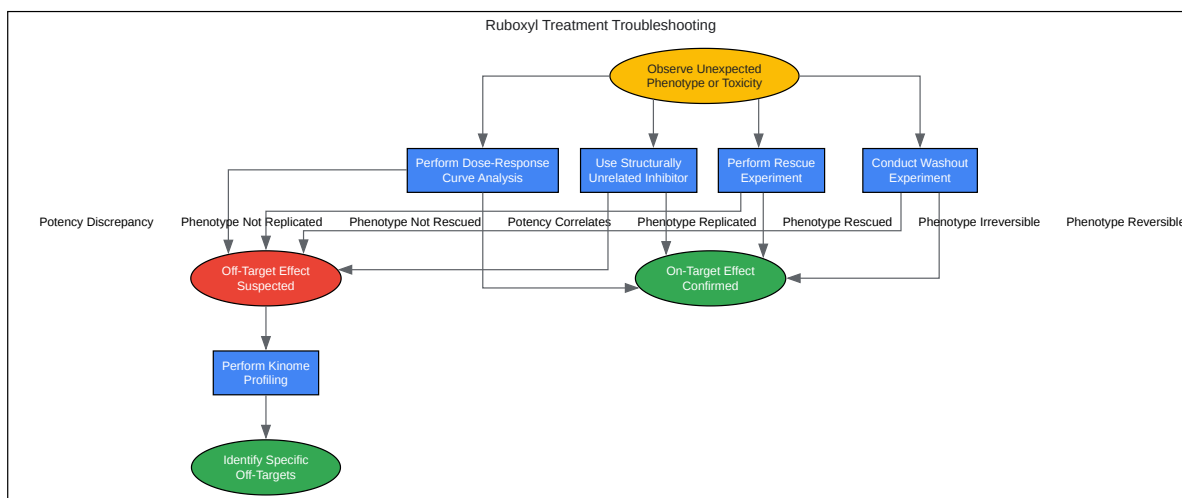 Ruboxyl Treatment Troubleshooting
Observe Unexpected
Phenotype or Toxicity
Perform Dose-Response
Curve Analysis
Use Structurally
Unrelated Inhibitor
Perform Rescue
Experiment
Conduct Washout
Experiment
Potency Discrepancy
Phenotype Not Replicated
Phenotype Not Rescued
Potency Correlates
Phenotype Replicated
Phenotype Rescued
Phenotype Irreversible
Phenotype Reversible
Off-Target Effect
Suspected
On-Target Effect
Confirmed
Perform Kinome
Profiling
Identify Specific
Off-Targets